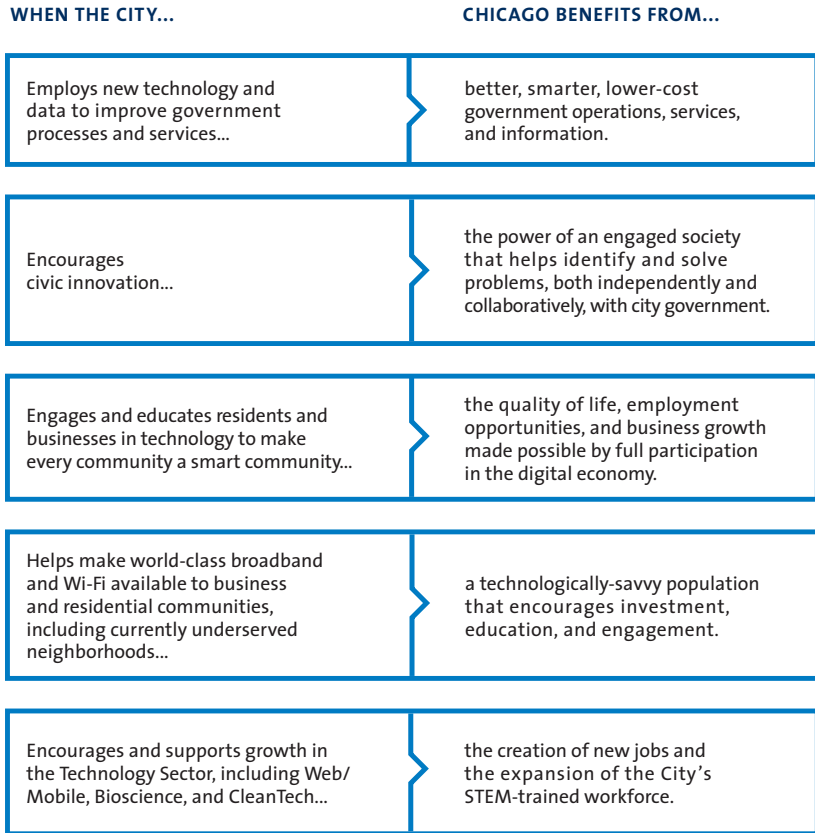 WHEN THE CITY...
CHICAGO BENEFITS FROM...
Employs new technology and
data to improve government
processes and services...
better, smarter, lower-cost
government operations, services,
and information.
Encourages
civic innovation...
the power of an engaged society
that helps identify and solve
problems, both independently and
collaboratively, with city government.
Engages and educates residents and
businesses in technology to make
every community a smart community...
the quality of life, employment
opportunities, and business growth
made possible by full participation
in the digital economy.
Helps make world-class broadband
and Wi-Fi available to business
and residential communities,
including currently underserved
neighborhoods...
a technologically-savvy population
that encourages investment,
education, and engagement.
Encourages and supports growth in
the Technology Sector, including Web/
Mobile, Bioscience, and CleanTech...
the creation of new jobs and
the expansion of the City's
STEM-trained workforce.